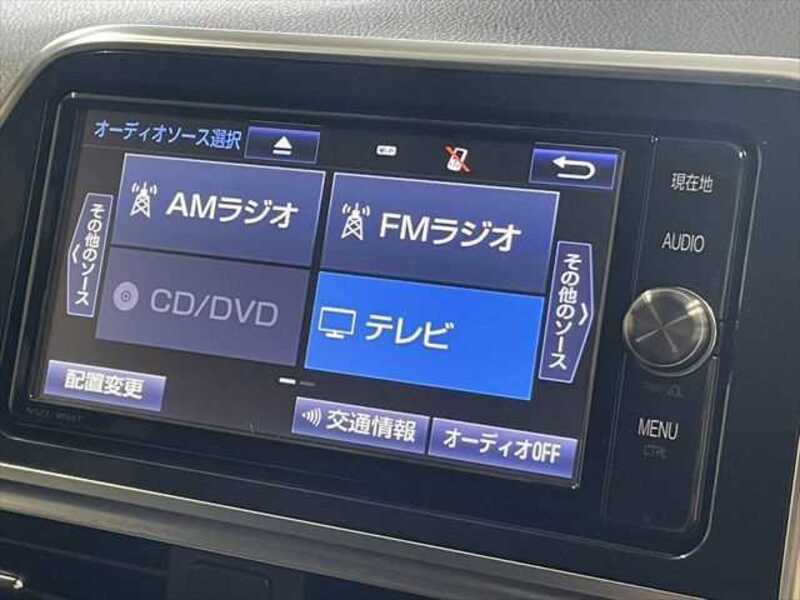 オーディオソース選択
現在地
AMラジオ
FMラジオ
AUDIO
その他のソース
その他のソース
CD/DVD
テレビ
配置変更
交通情報
オーディオOFF
MENU